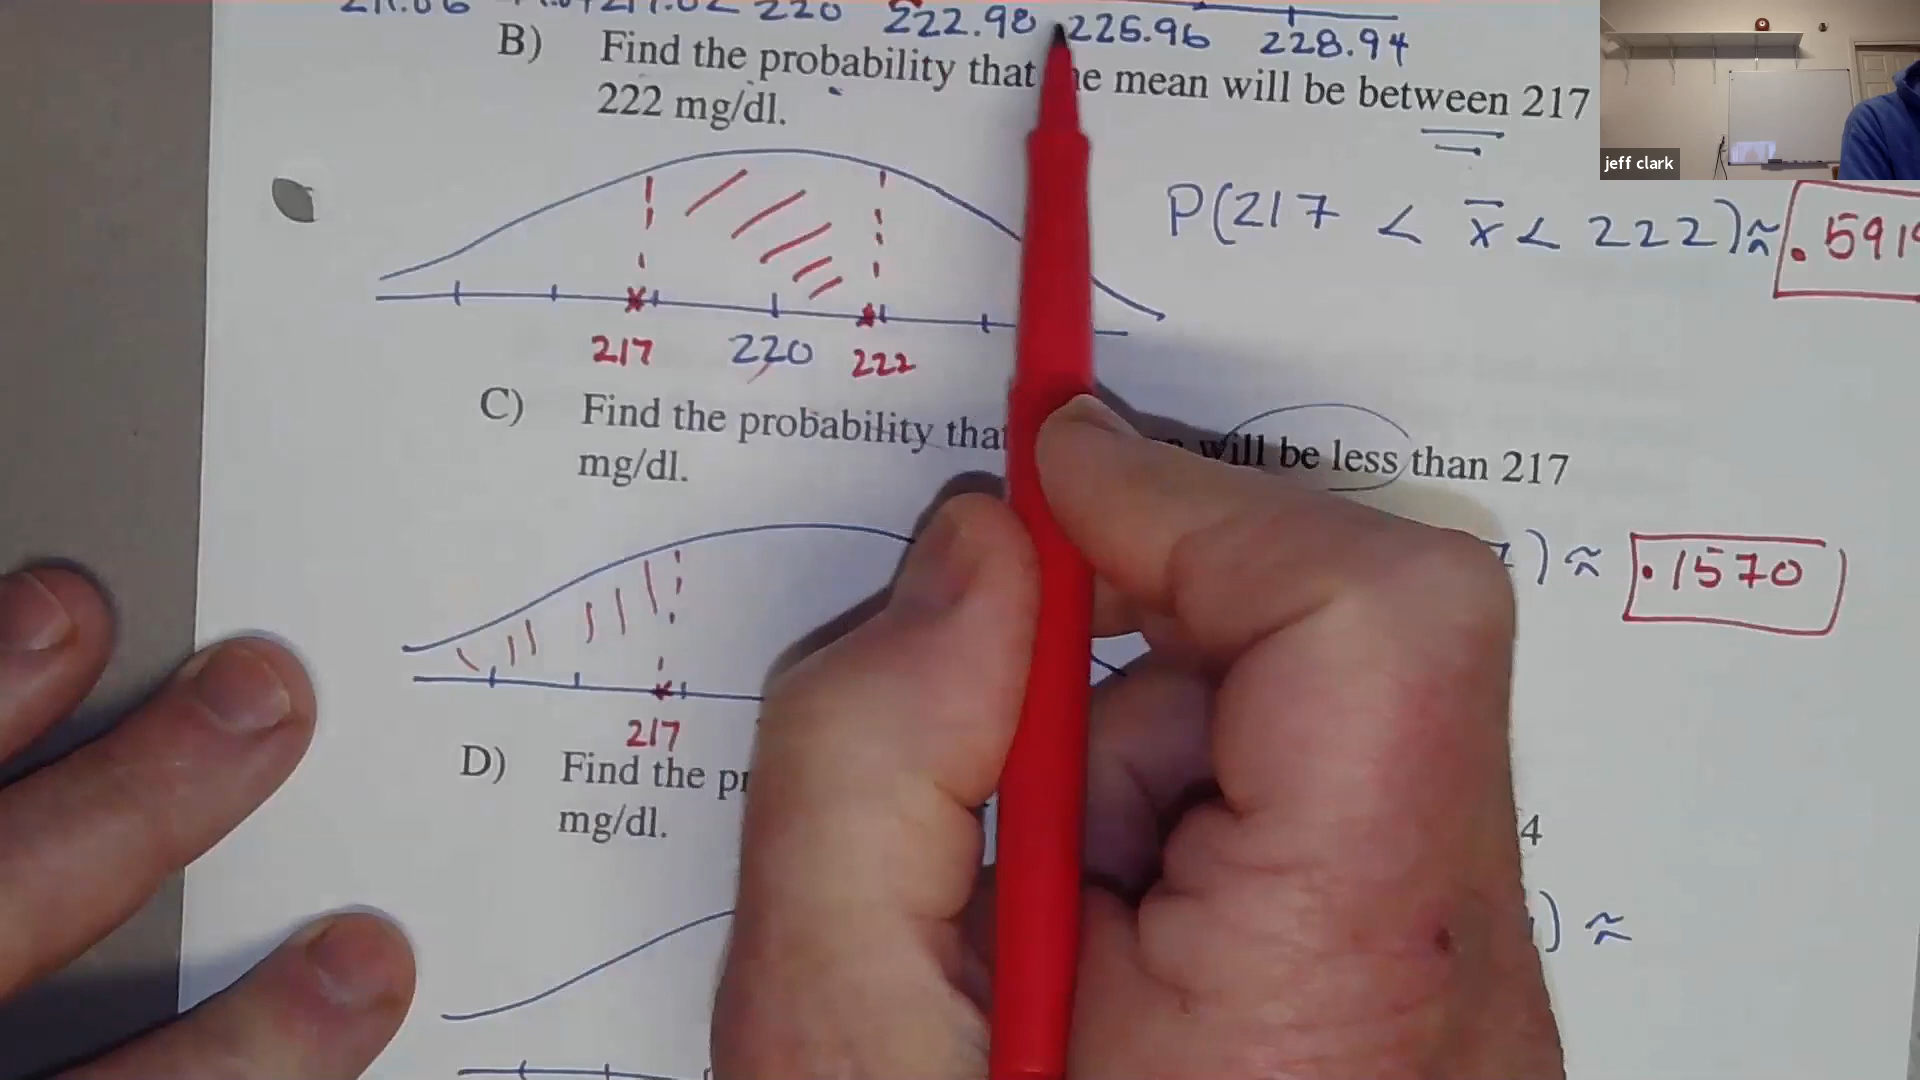 220 222.98 225.96 228.94
B) Find the probability that mean will be between 217
222 mg/dl.
jeff clark
P(217 < x̄ < 222) ≈ .591
217 220 222
C) Find the probability that will be less than 217
mg/dl.
) ≈ .1570
217
D) Find the
mg/dl.
4
) ≈